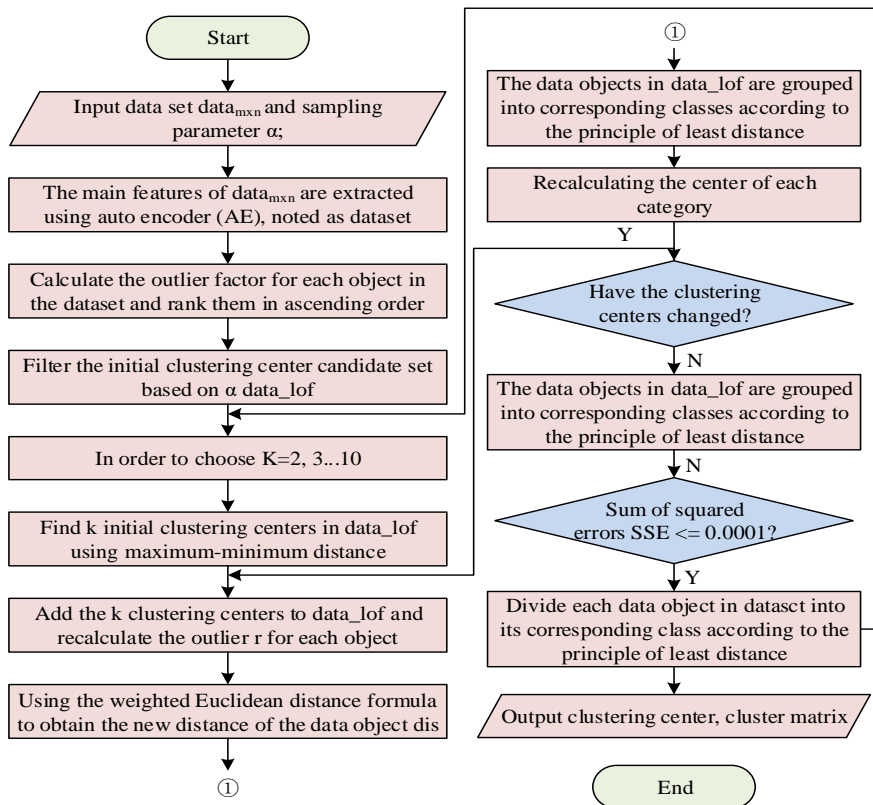 Start
Input data set dataₘₓₙ and sampling
parameter α;
The main features of dataₘₓₙ are extracted
using auto encoder (AE), noted as dataset
Calculate the outlier factor for each object in
the dataset and rank them in ascending order
Filter the initial clustering center candidate set
based on α data_lof
In order to choose K=2, 3...10
Find k initial clustering centers in data_lof
using maximum-minimum distance
Add the k clustering centers to data_lof and
recalculate the outlier r for each object
Using the weighted Euclidean distance formula
to obtain the new distance of the data object dis
①
①
The data objects in data_lof are grouped
into corresponding classes according to
the principle of least distance
Recalculating the center of each
category
Y
Have the clustering
centers changed?
N
The data objects in data_lof are grouped
into corresponding classes according to
the principle of least distance
N
Sum of squared
errors SSE <= 0.0001?
Y
Divide each data object in datasct into
its corresponding class according to the
principle of least distance
Output clustering center, cluster matrix
End